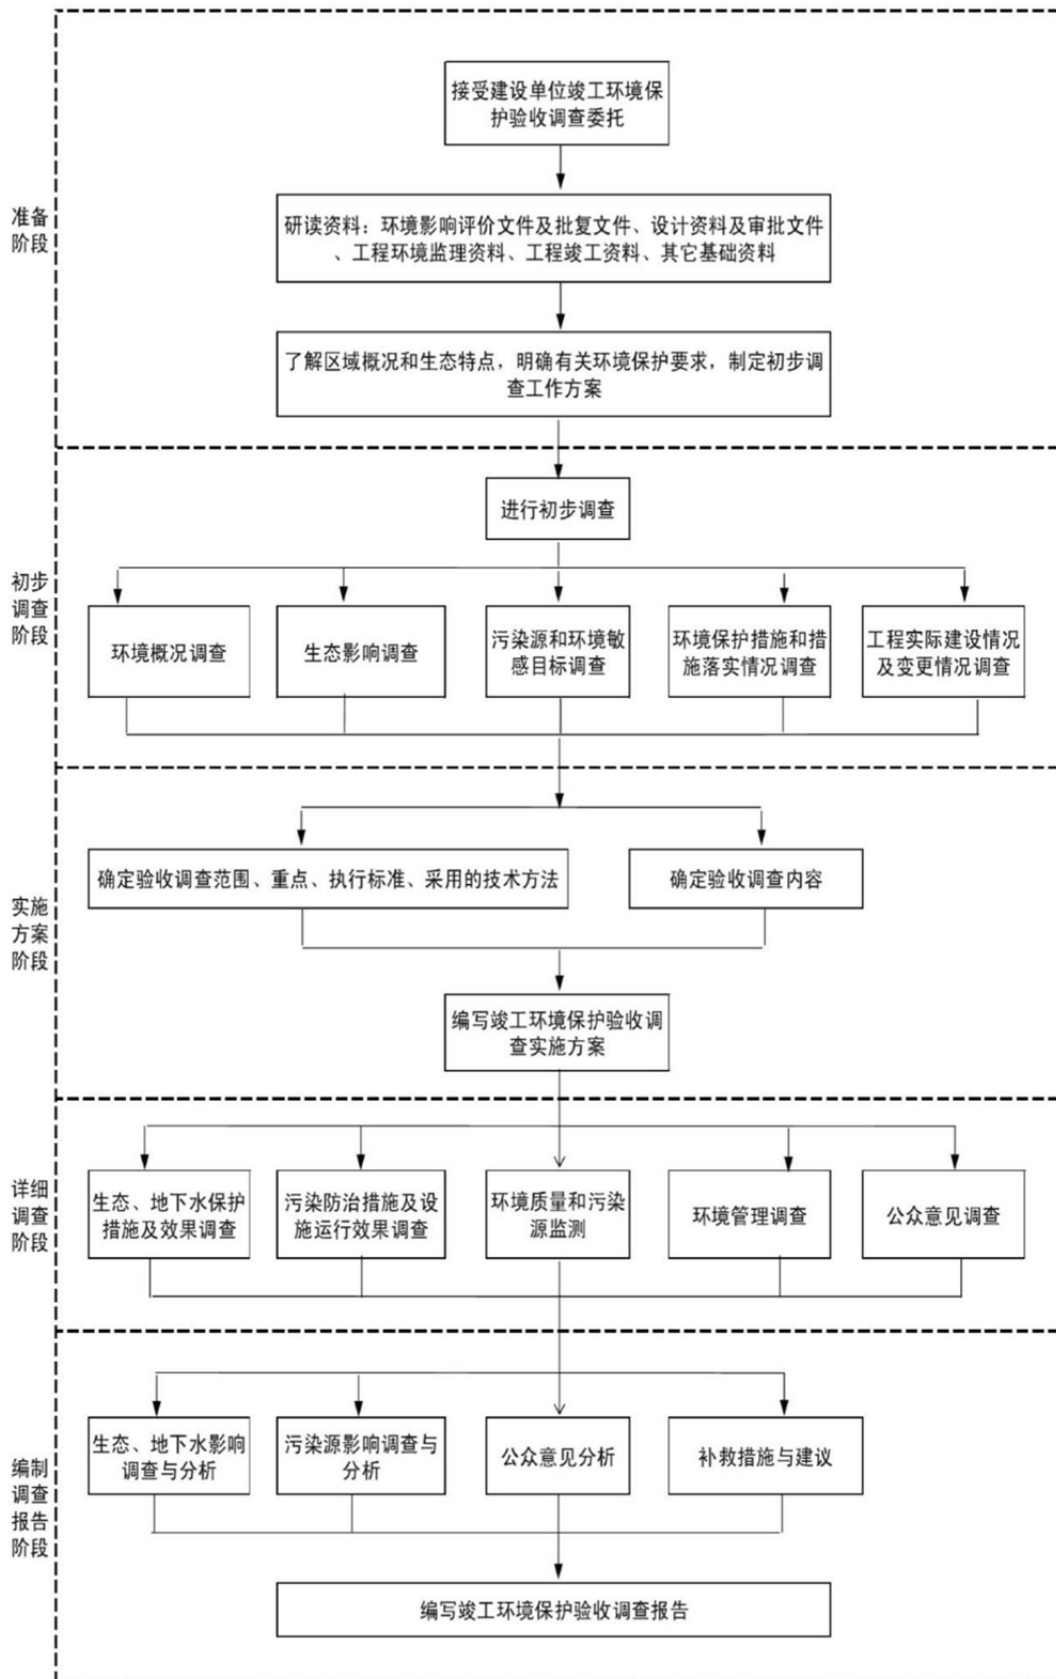 准备
阶段
接受建设单位竣工环境保
护验收调查委托
研读资料：环境影响评价文件及批复文件、设计资料及审批文件
、工程环境监理资料、工程竣工资料、其它基础资料
了解区域概况和生态特点，明确有关环境保护要求，制定初步调
查工作方案
初步
调查
阶段
进行初步调查
环境概况调查
生态影响调查
污染源和环境敏
感目标调查
环境保护措施和措
施落实情况调查
工程实际建设情况
及变更情况调查
实施
方案
阶段
确定验收调查范围、重点、执行标准、采用的技术方法
确定验收调查内容
编写竣工环境保护验收调
查实施方案
详细
调查
阶段
生态、地下水保护
措施及效果调查
污染防治措施及设
施运行效果调查
环境质量和污染
源监测
环境管理调查
公众意见调查
编制
调查
报告
阶段
生态、地下水影响
调查与分析
污染源影响调查与
分析
公众意见分析
补救措施与建议
编写竣工环境保护验收调查报告